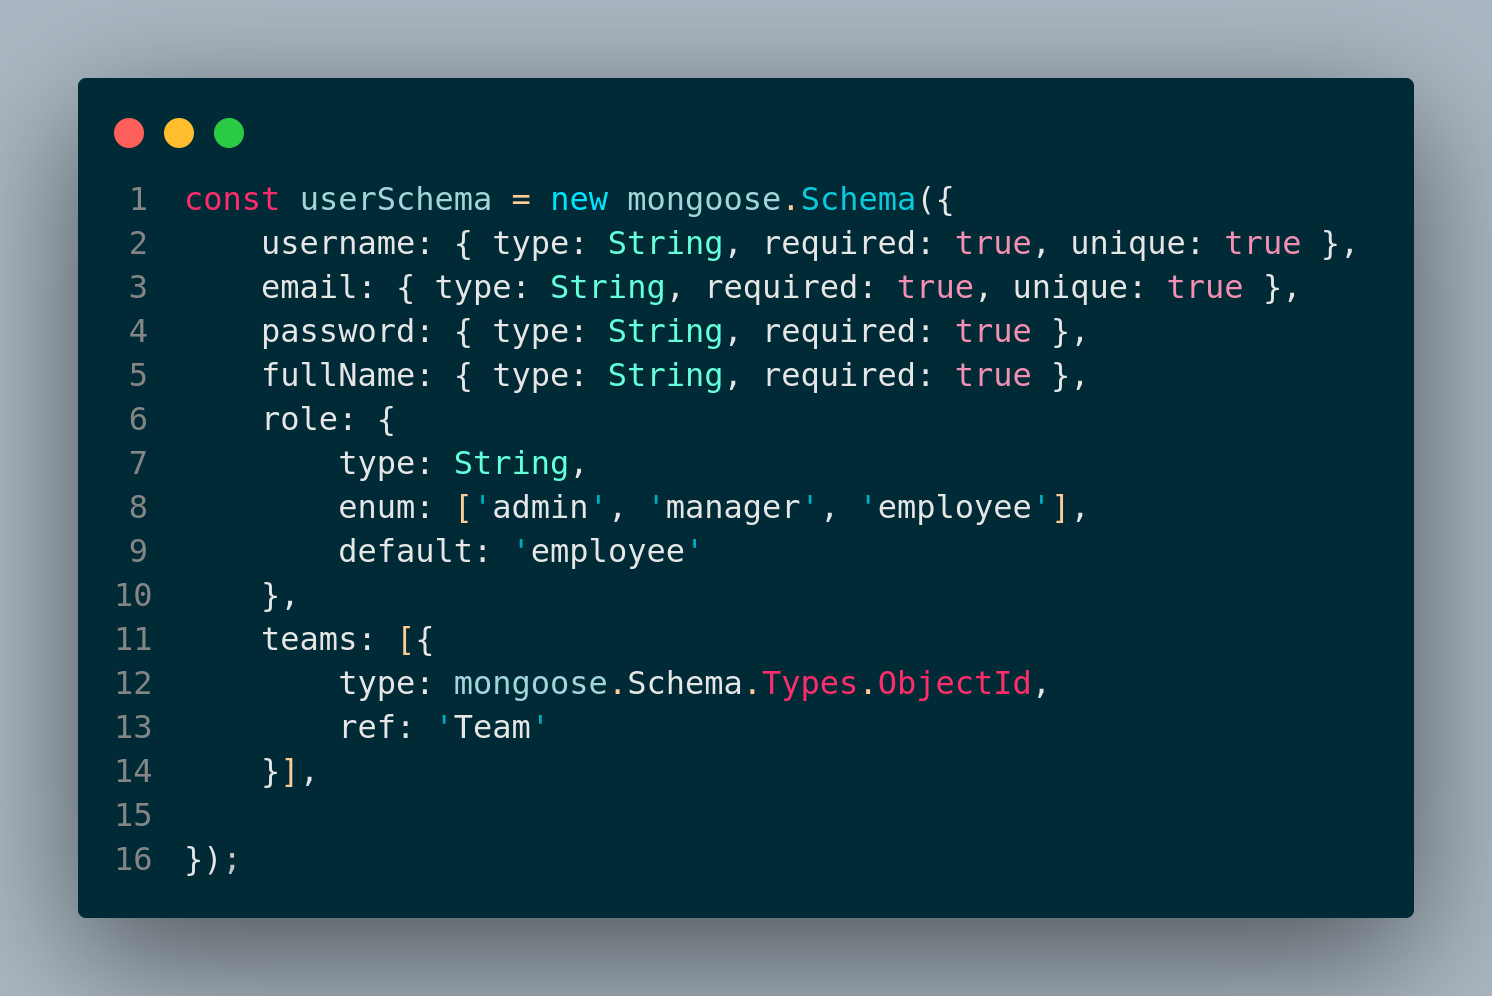 1 const userSchema = new mongoose.Schema({
2     username: { type: String, required: true, unique: true },
3     email: { type: String, required: true, unique: true },
4     password: { type: String, required: true },
5     fullName: { type: String, required: true },
6     role: {
7         type: String,
8         enum: ['admin', 'manager', 'employee'],
9         default: 'employee'
10     },
11     teams: [{
12         type: mongoose.Schema.Types.ObjectId,
13         ref: 'Team'
14     }],
15
16 });